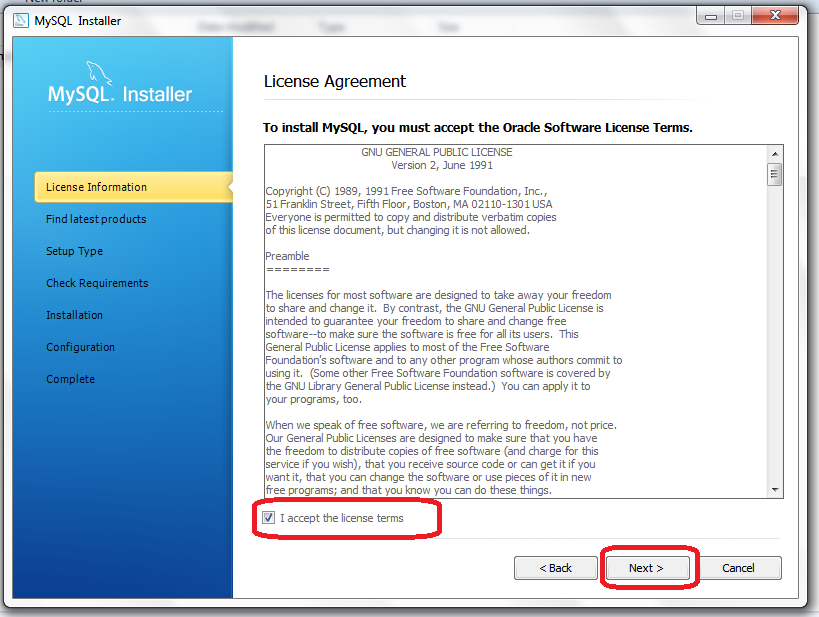 New folder
MySQL Installer
Date modified
Type
Size
MySQL. Installer
License Information
Find latest products
Setup Type
Check Requirements
Installation
Configuration
Complete
License Agreement
To install MySQL, you must accept the Oracle Software License Terms.
GNU GENERAL PUBLIC LICENSE
Version 2, June 1991
Copyright (C) 1989, 1991 Free Software Foundation, Inc.,
51 Franklin Street, Fifth Floor, Boston, MA 02110-1301 USA
Everyone is permitted to copy and distribute verbatim copies
of this license document, but changing it is not allowed.
Preamble
========
The licenses for most software are designed to take away your freedom
to share and change it.  By contrast, the GNU General Public License is
intended to guarantee your freedom to share and change free
software--to make sure the software is free for all its users.  This
General Public License applies to most of the Free Software
Foundation's software and to any other program whose authors commit to
using it.  (Some other Free Software Foundation software is covered by
the GNU Library General Public License instead.)  You can apply it to
your programs, too.
When we speak of free software, we are referring to freedom, not price.
Our General Public Licenses are designed to make sure that you have
the freedom to distribute copies of free software (and charge for this
service if you wish), that you receive source code or can get it if you
want it, that you can change the software or use pieces of it in new
free programs; and that you know you can do these things.
I accept the license terms
< Back
Next >
Cancel